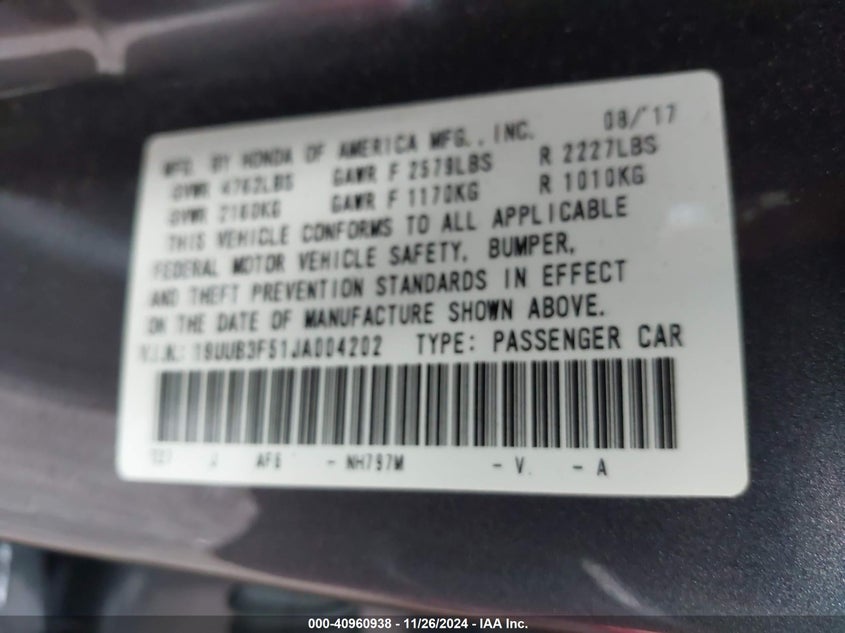 MFG. BY HONDA OF AMERICA MFG., INC. 08/'17
GVWR 4762LBS GAWR F 2579LBS R 2227LBS
GVWR 2160KG GAWR F 1170KG R 1010KG
THIS VEHICLE CONFORMS TO ALL APPLICABLE
FEDERAL MOTOR VEHICLE SAFETY, BUMPER,
AND THEFT PREVENTION STANDARDS IN EFFECT
ON THE DATE OF MANUFACTURE SHOWN ABOVE.
V.I.N.: 19UUB3F51JA004202 TYPE: PASSENGER CAR
J AF6 - NH797M - V. - A
000-40960938 - 11/26/2024 - IAA Inc.